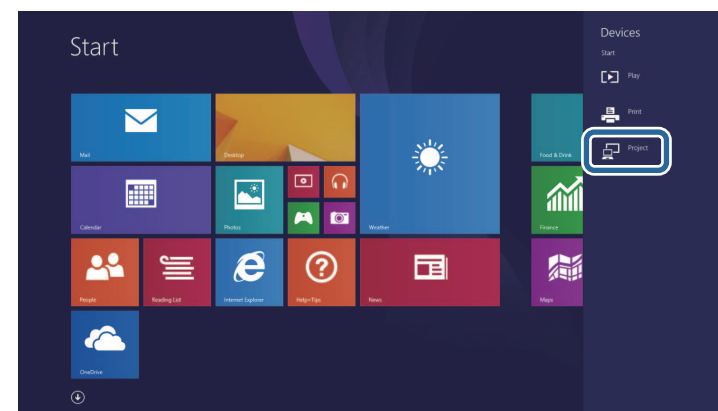 Start
Mail
Desktop
Calendar
Photos
Weather
People
Reading List
Internet Explorer
Help+Tips
News
OneDrive
Food & Drink
Finance
Maps
Devices
Start
Play
Print
Project